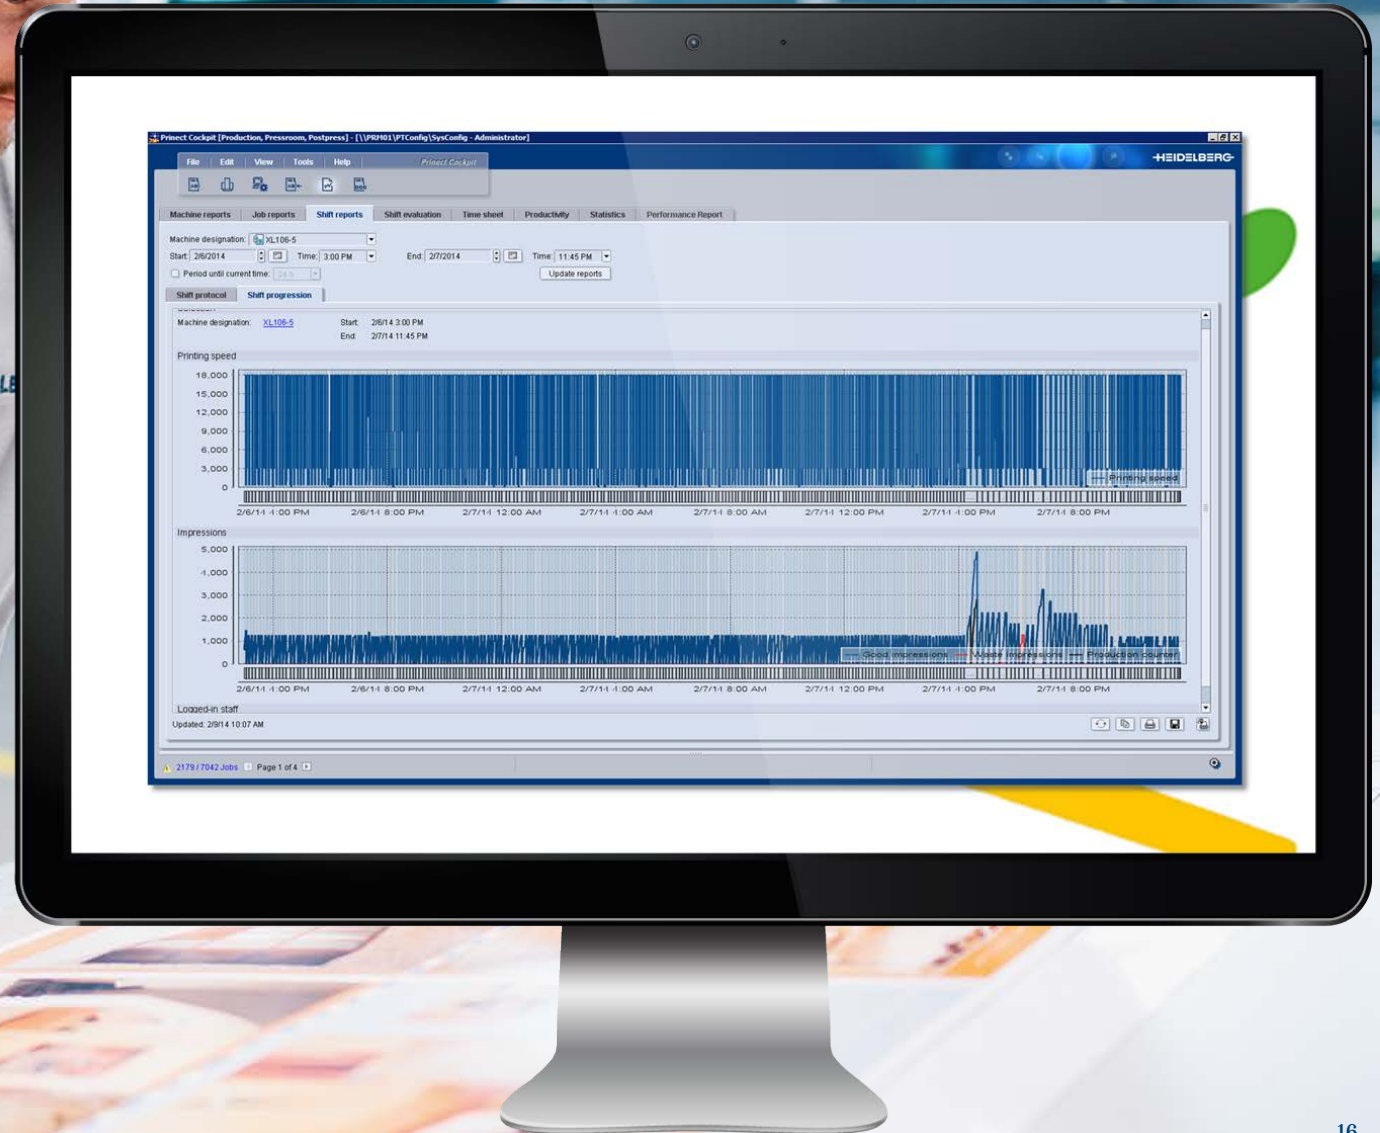 Prinect Cockpit [Production, Pressroom, Postpress] - [\\PRM01\PTConfig\SysConfig - Administrator]
File Edit View Tools Help Prinect Cockpit
HEIDELBERG
Machine reports Job reports Shift reports Shift evaluation Time sheet Productivity Statistics Performance Report
Machine designation: XL106-5
Start: 2/6/2014 Time: 3:00 PM End: 2/7/2014 Time: 11:45 PM
Period until current time: 24 h Update reports
Shift protocol Shift progression
Machine designation: XL106-5 Start: 2/6/14 3:00 PM
End: 2/7/14 11:45 PM
Printing speed
18,000
15,000
12,000
9,000
6,000
3,000
Printing speed
0
2/6/14 4:00 PM 2/6/14 8:00 PM 2/7/14 12:00 AM 2/7/14 4:00 AM 2/7/14 8:00 AM 2/7/14 12:00 PM 2/7/14 4:00 PM 2/7/14 8:00 PM
Impressions
5,000
4,000
3,000
2,000
1,000
Good impressions Waste impressions Production counter
0
2/6/14 4:00 PM 2/6/14 8:00 PM 2/7/14 12:00 AM 2/7/14 4:00 AM 2/7/14 8:00 AM 2/7/14 12:00 PM 2/7/14 4:00 PM 2/7/14 8:00 PM
Logged-in staff
Updated: 2/9/14 10:07 AM
2179 / 7042 Jobs Page 1 of 4
16